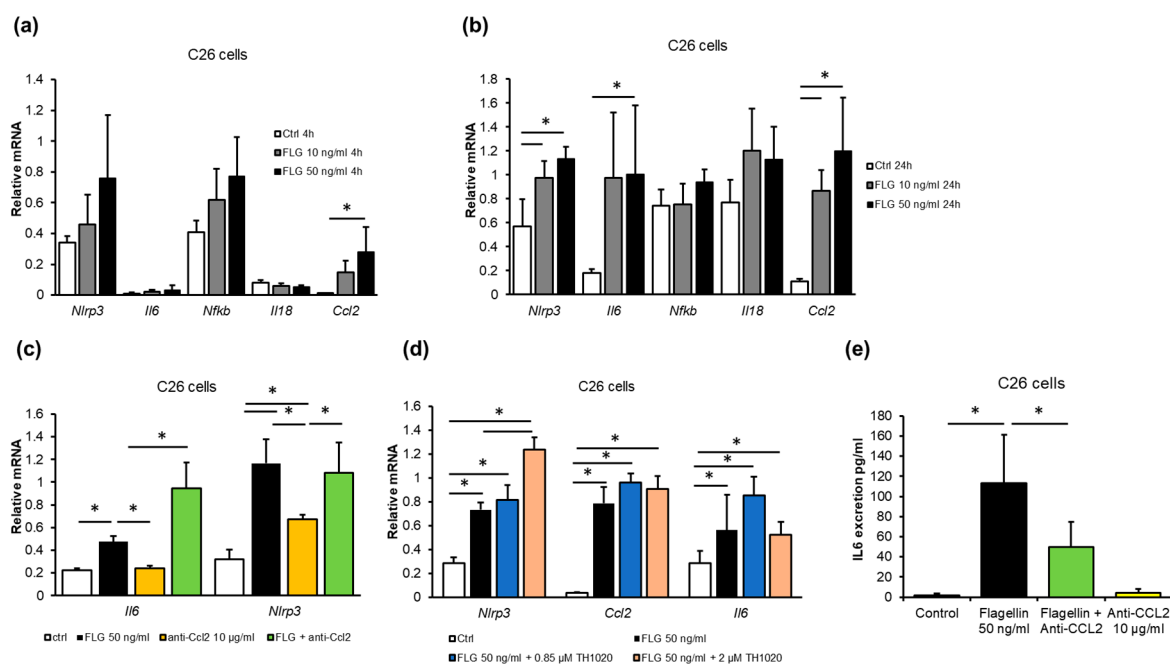 (a)
C26 cells
Relative mRNA
1.4
1.2
1
0.8
0.6
0.4
0.2
0
Ctrl 4h
FLG 10 ng/ml 4h
FLG 50 ng/ml 4h
*
Nlrp3 Il6 Nfkb Il18 Ccl2
(b)
C26 cells
Relative mRNA
1.8
1.6
1.4
1.2
1
0.8
0.6
0.4
0.2
0
* * *
Ctrl 24h
FLG 10 ng/ml 24h
FLG 50 ng/ml 24h
Nlrp3 Il6 Nfkb Il18 Ccl2
(c)
C26 cells
Relative mRNA
1.6
1.4
1.2
1
0.8
0.6
0.4
0.2
0
* * * * * * *
Il6 Nlrp3
ctrl FLG 50 ng/ml anti-Ccl2 10 µg/ml FLG + anti-Ccl2
(d)
C26 cells
Relative mRNA
1.6
1.4
1.2
1
0.8
0.6
0.4
0.2
0
* * * * * * * * * *
Nlrp3 Ccl2 Il6
Ctrl FLG 50 ng/ml
FLG 50 ng/ml + 0.85 µM TH1020 FLG 50 ng/ml + 2 µM TH1020
(e)
C26 cells
IL6 excretion pg/ml
180
160
140
120
100
80
60
40
20
0
* *
Control Flagellin Flagellin + Anti-CCL2
50 ng/ml Anti-CCL2 10 µg/ml